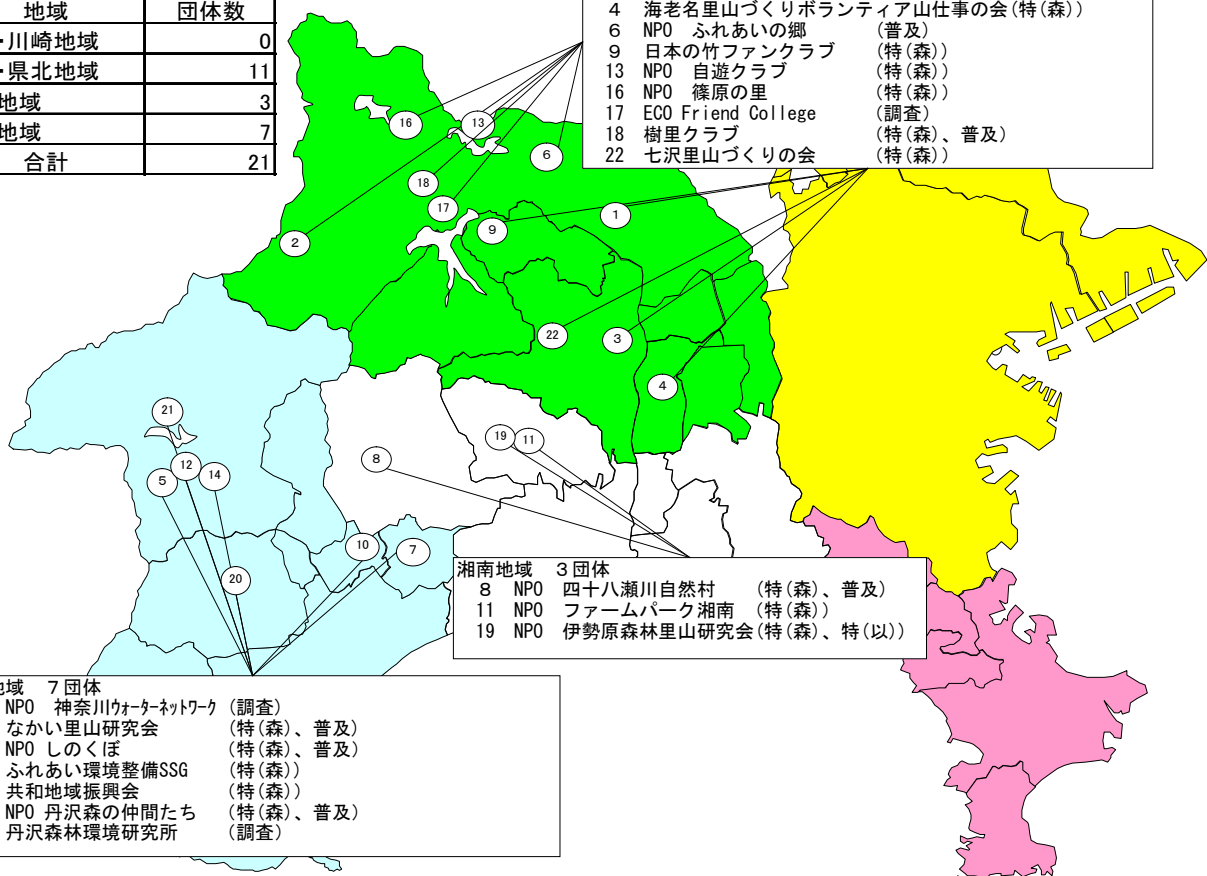 地域 団体数
・川崎地域 0
・県北地域 11
地域 3
地域 7
合計 21
4 海老名里山づくりボランティア山仕事の会(特(森))
6 NPO ふれあいの郷 (普及)
9 日本の竹ファンクラブ (特(森))
13 NPO 自遊クラブ (特(森))
16 NPO 篠原の里 (特(森))
17 ECO Friend College (調査)
18 樹里クラブ (特(森)、普及)
22 七沢里山づくりの会 (特(森))
16
13
6
18
17
1
9
2
22
3
4
21
19
11
8
12
5
14
10
7
20
湘南地域 3団体
8 NPO 四十八瀬川自然村 (特(森)、普及)
11 NPO ファームパーク湘南 (特(森))
19 NPO 伊勢原森林里山研究会(特(森)、特(以))
地域 7団体
NPO 神奈川ウォーターネットワーク (調査)
なかい里山研究会 (特(森)、普及)
NPO しのくぼ (特(森)、普及)
ふれあい環境整備SSG (特(森))
共和地域振興会 (特(森))
NPO 丹沢森の仲間たち (特(森)、普及)
丹沢森林環境研究所 (調査)